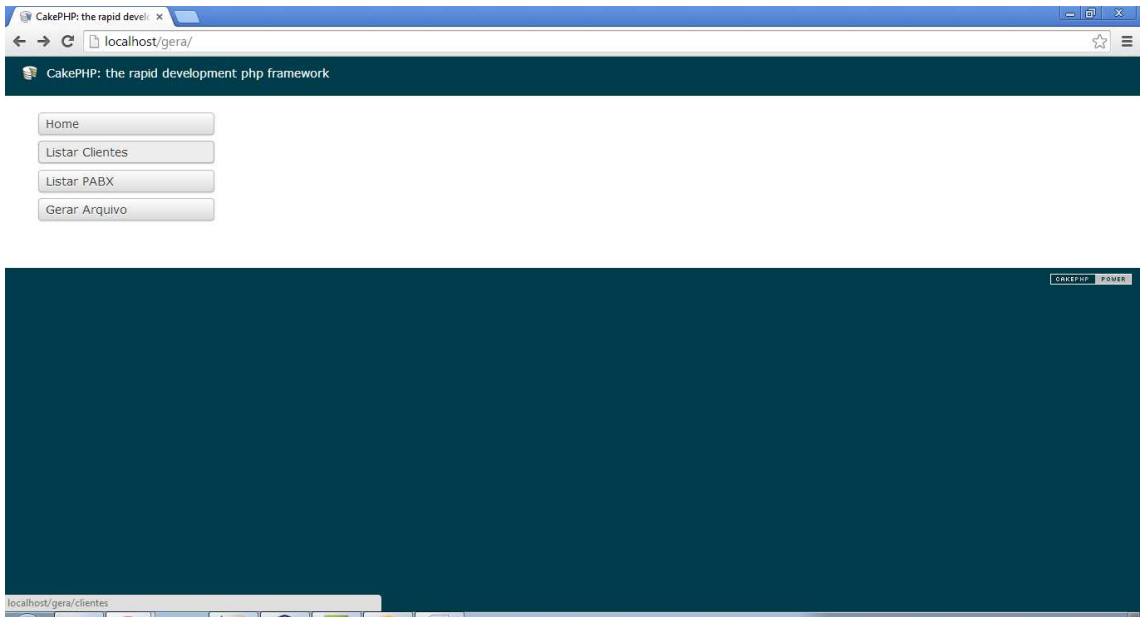 CakePHP: the rapid develo
localhost/gera/
CakePHP: the rapid development php framework
Home
Listar Clientes
Listar PABX
Gerar Arquivo
CAKEPHP POWER
localhost/gera/clientes